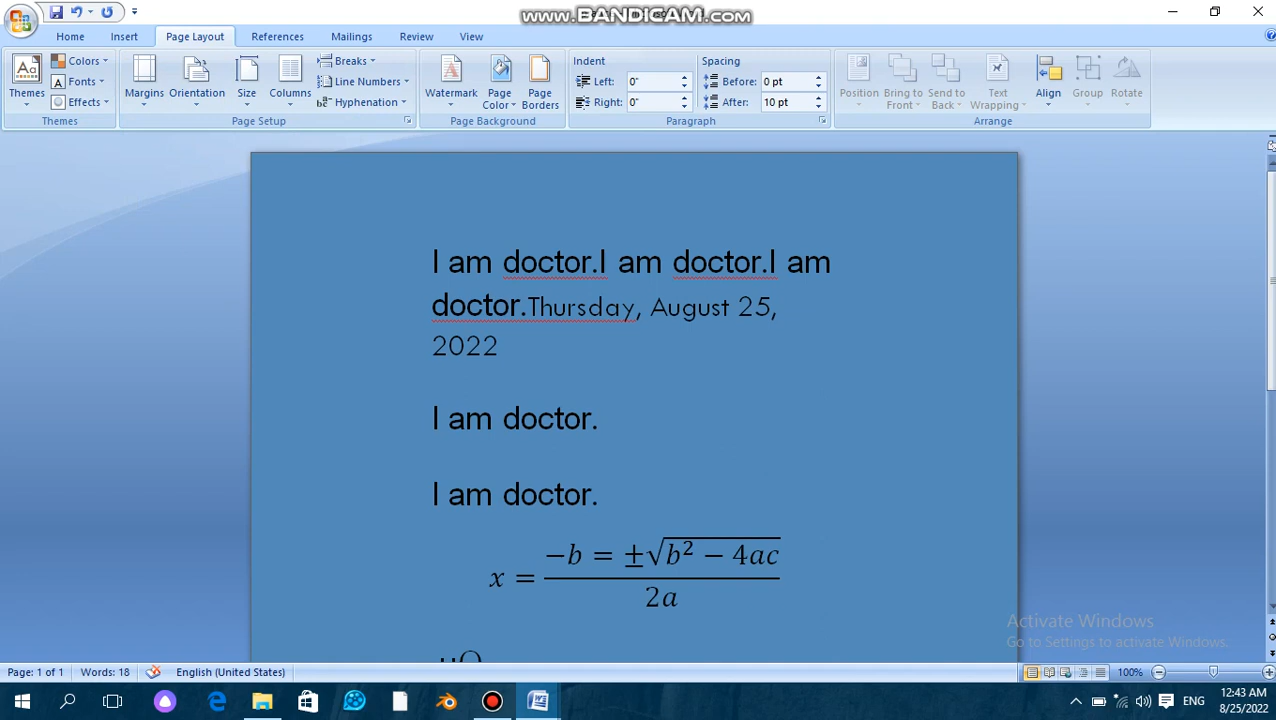 www.BANDICAM.com
Home Insert Page Layout References Mailings Review View
Aa Themes Colors Fonts Effects Themes
Margins Orientation Size Columns Breaks Line Numbers Hyphenation Page Setup
Watermark Page Color Page Borders Page Background
Indent Left: 0" Right: 0" Spacing Before: 0 pt After: 10 pt Paragraph
Position Bring to Front Send to Back Text Wrapping Align Group Rotate Arrange
I am doctor.I am doctor.I am
doctor.Thursday, August 25,
2022
I am doctor.
I am doctor.
x = (−b = ±√(b² − 4ac))/2a
Activate Windows
Go to Settings to activate Windows.
Page: 1 of 1 Words: 18 English (United States) 100%
ENG 12:43 AM
8/25/2022